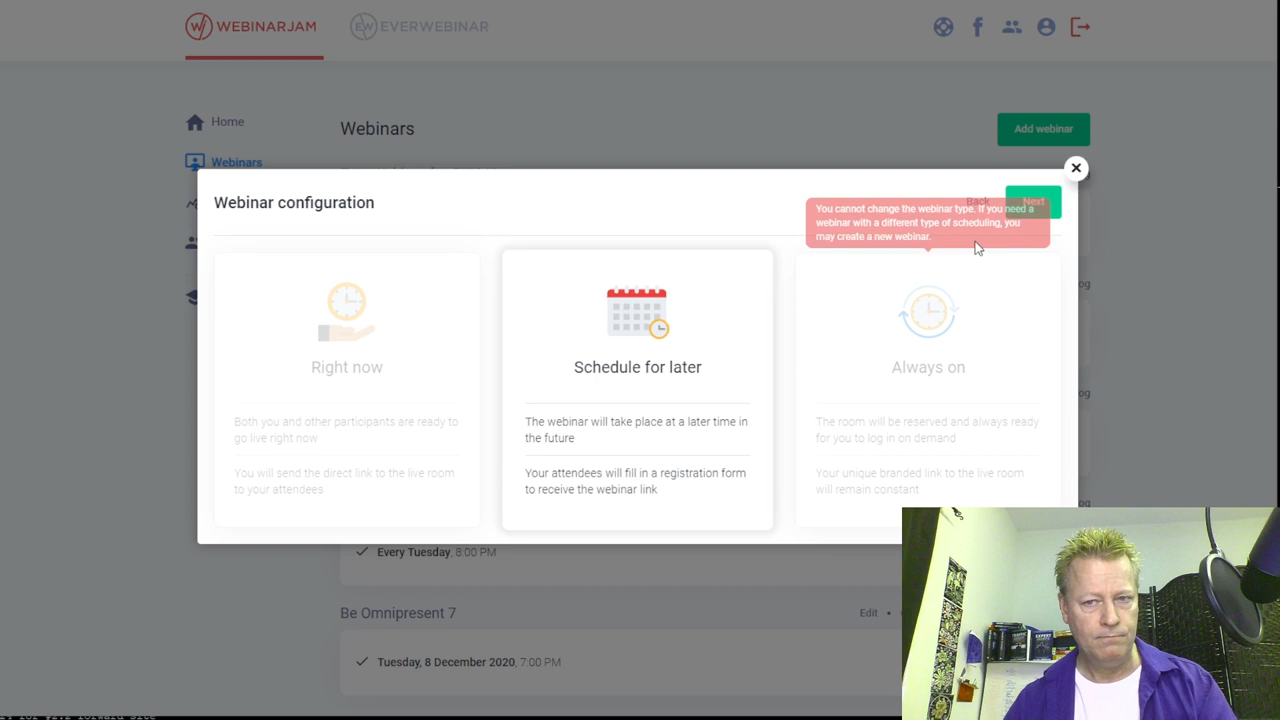 WEBINARJAM
EVERWEBINAR
Home
Webinars
Webinars
Add webinar
Webinar configuration
Back
Next
You cannot change the webinar type. If you need a
webinar with a different type of scheduling, you
may create a new webinar.
Right now
Both you and other participants are ready to
go live right now
You will send the direct link to the live room
to your attendees
Schedule for later
The webinar will take place at a later time in
the future
Your attendees will fill in a registration form
to receive the webinar link
Always on
The room will be reserved and always ready
for you to log in on demand
Your unique branded link to the live room
will remain constant
Every Tuesday, 8:00 PM
Be Omnipresent 7
Edit •
Tuesday, 8 December 2020, 7:00 PM